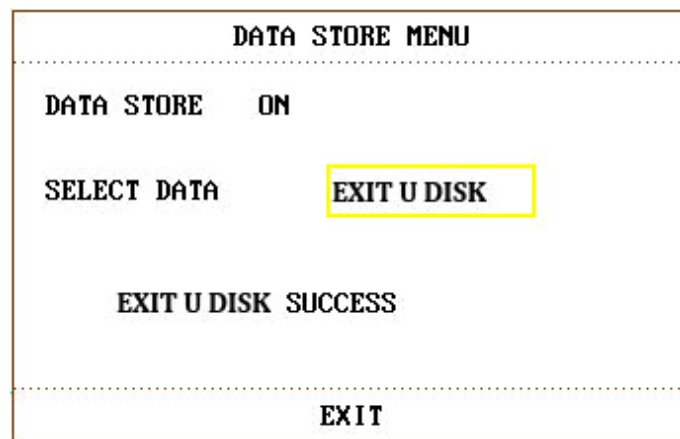 DATA STORE MENU
DATA STORE ON
SELECT DATA EXIT U DISK
EXIT U DISK SUCCESS
EXIT